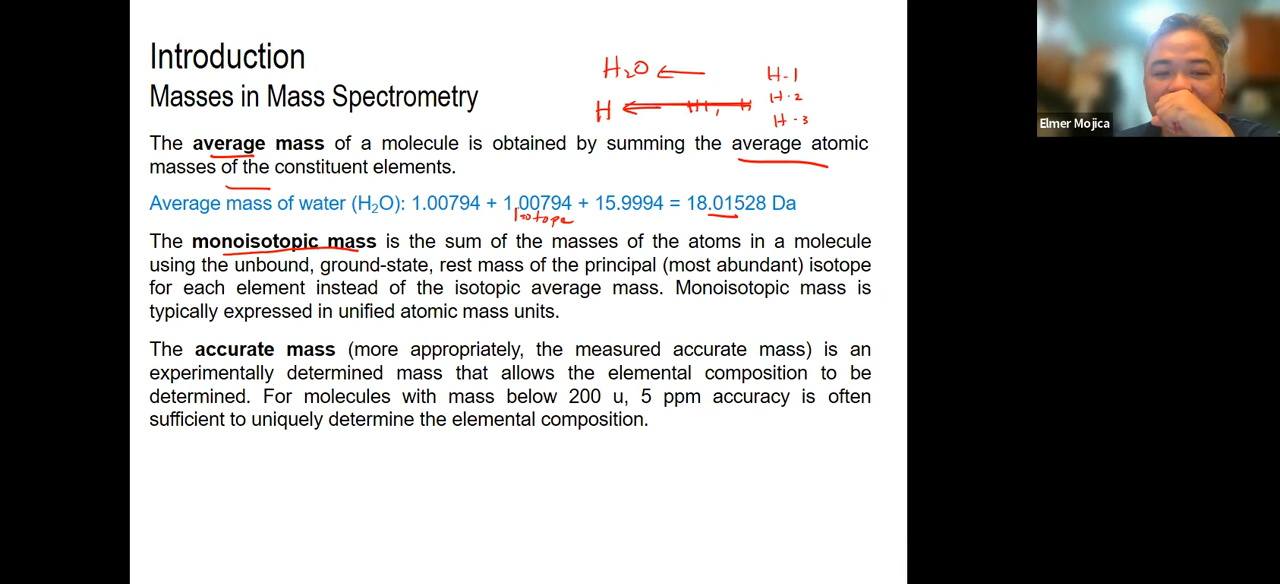 Introduction
Masses in Mass Spectrometry
H₂O
H
H-1
H-2
H-3
Elmer Mojica
The average mass of a molecule is obtained by summing the average atomic
masses of the constituent elements.
Average mass of water (H₂O): 1.00794 + 1.00794 + 15.9994 = 18.01528 Da
Isotope
The monoisotopic mass is the sum of the masses of the atoms in a molecule
using the unbound, ground-state, rest mass of the principal (most abundant) isotope
for each element instead of the isotopic average mass. Monoisotopic mass is
typically expressed in unified atomic mass units.
The accurate mass (more appropriately, the measured accurate mass) is an
experimentally determined mass that allows the elemental composition to be
determined. For molecules with mass below 200 u, 5 ppm accuracy is often
sufficient to uniquely determine the elemental composition.